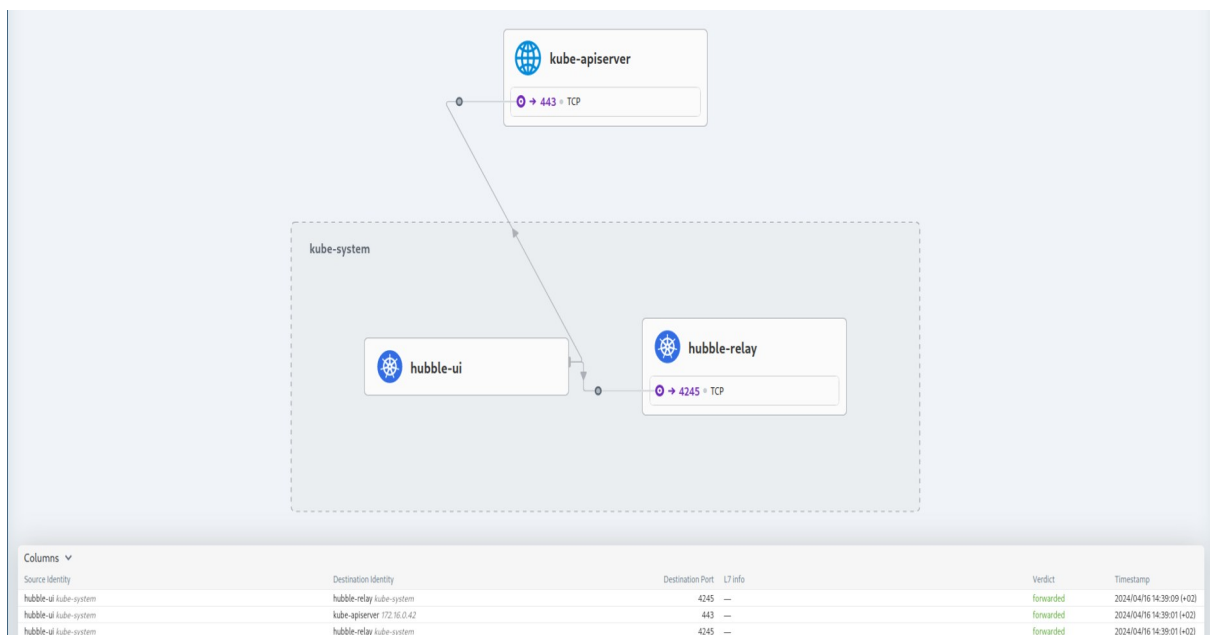 kube-apiserver
→ 443 TCP
kube-system
hubble-ui
hubble-relay
→ 4245 TCP
Columns
Source Identity Destination Identity Destination Port L7 info Verdict Timestamp
hubble-ui kube-system hubble-relay kube-system 4245 — forwarded 2024/04/16 14:39:09 (+02)
hubble-ui kube-system kube-apiserver 172.16.0.42 443 — forwarded 2024/04/16 14:39:01 (+02)
hubble-ui kube-system hubble-relay kube-system 4245 — forwarded 2024/04/16 14:39:01 (+02)